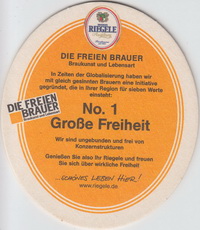 RIEGELE
DIE FREIEN BRAUER
Braukunst und Lebensart
In Zeiten der Globalisierung haben wir
mit gleich gesinnten Brauern eine Initiative
gegründet, die in ihrer Region für sieben Werte
einsteht:
DIE FREIEN
BRAUER
No. 1
Große Freiheit
Wir sind ungebunden und frei von
Konzernstrukturen
Genießen Sie also Ihr Riegele und freuen
Sie sich über wirkliche Freiheit
...SCHÖNES LEBEN HIER!
www.riegele.de